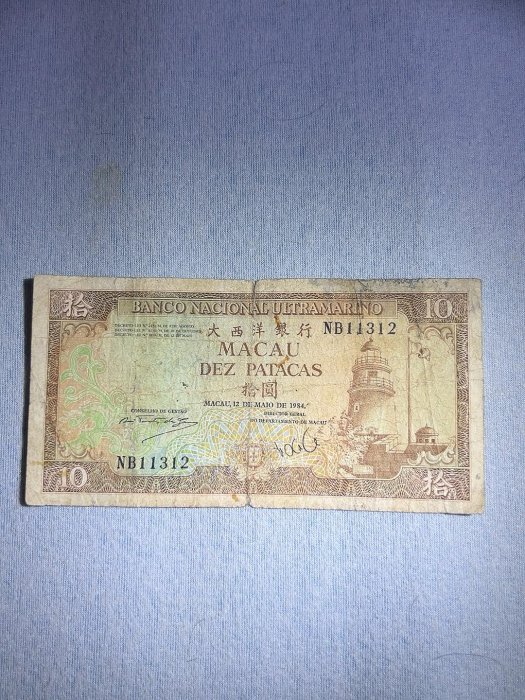 拾
BANCO NACIONAL ULTRAMARINO
10
大西洋銀行
NB11312
MACAU
DEZ PATACAS
拾圓
MACAU, 12 DE MAIO DE 1984.
CONSELHO DE GESTÃO
DIRECTOR GERAL
DO DEPARTAMENTO DE MACAU
NB11312
10
拾